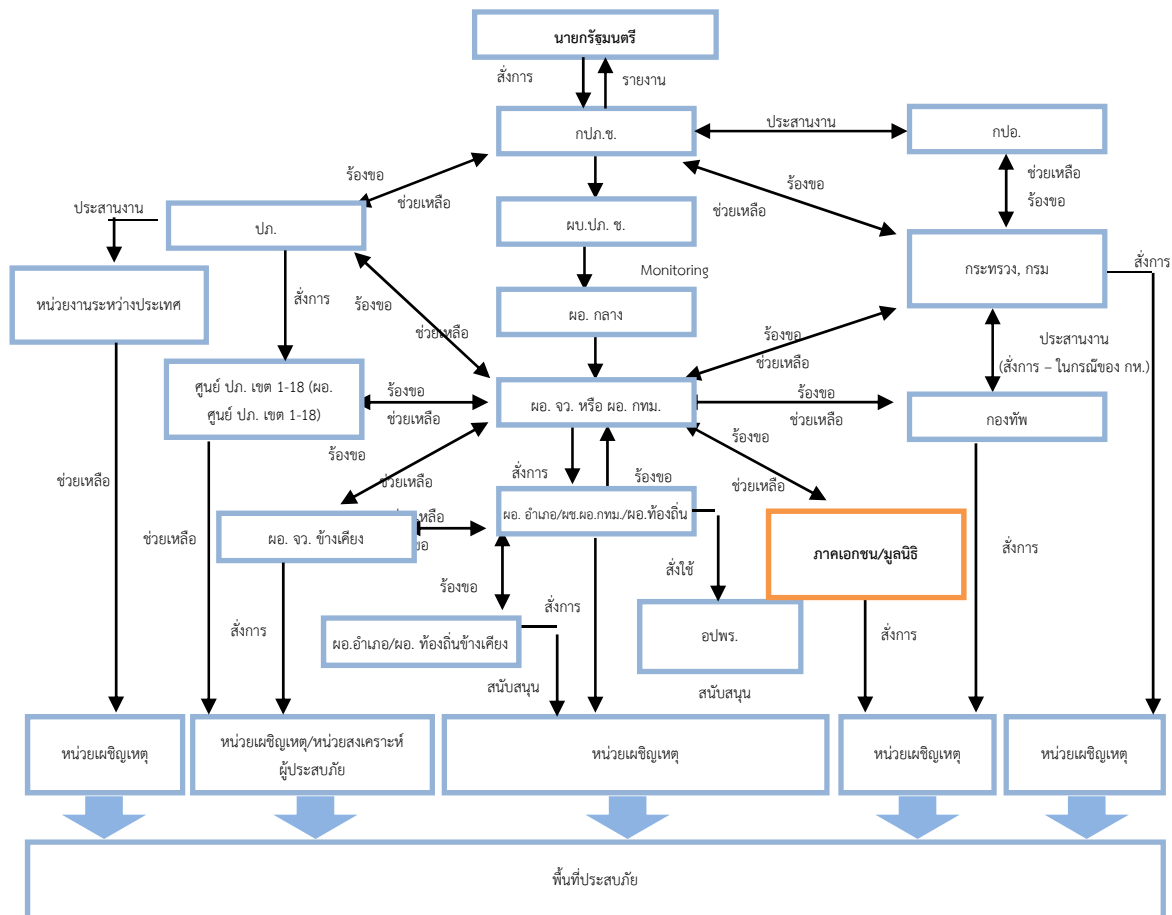 นายกรัฐมนตรี
สั่งการ
รายงาน
กปภ.ช.
ประสานงาน
กปอ.
ร้องขอ
ช่วยเหลือ
ร้องขอ
ช่วยเหลือ
ช่วยเหลือ
ร้องขอ
ประสานงาน
ปภ.
ผบ.ปภ. ช.
กระทรวง, กรม
สั่งการ
Monitoring
หน่วยงานระหว่างประเทศ
สั่งการ
ร้องขอ
ช่วยเหลือ
ผอ. กลาง
ร้องขอ
ช่วยเหลือ
ประสานงาน
(สั่งการ – ในกรณีของ กห.)
ศูนย์ ปภ. เขต 1-18 (ผอ.
ศูนย์ ปภ. เขต 1-18)
ร้องขอ
ช่วยเหลือ
ผอ. จว. หรือ ผอ. กทม.
ร้องขอ
ช่วยเหลือ
กองทัพ
ร้องขอ
ช่วยเหลือ
สั่งการ
ร้องขอ
ร้องขอ
ช่วยเหลือ
ช่วยเหลือ
ช่วยเหลือ
ผอ. จว. ข้างเคียง
ผอ. อำเภอ/ผช.ผอ.กทม./ผอ.ท้องถิ่น
ภาคเอกชน/มูลนิธิ
สั่งการ
ร้องขอ
สั่งใช้
สั่งการ
สั่งการ
ผอ.อำเภอ/ผอ. ท้องถิ่นข้างเคียง
สั่งการ
อปพร.
สั่งการ
สนับสนุน
สนับสนุน
หน่วยเผชิญเหตุ
หน่วยเผชิญเหตุ/หน่วยสงเคราะห์
ผู้ประสบภัย
หน่วยเผชิญเหตุ
หน่วยเผชิญเหตุ
หน่วยเผชิญเหตุ
พื้นที่ประสบภัย